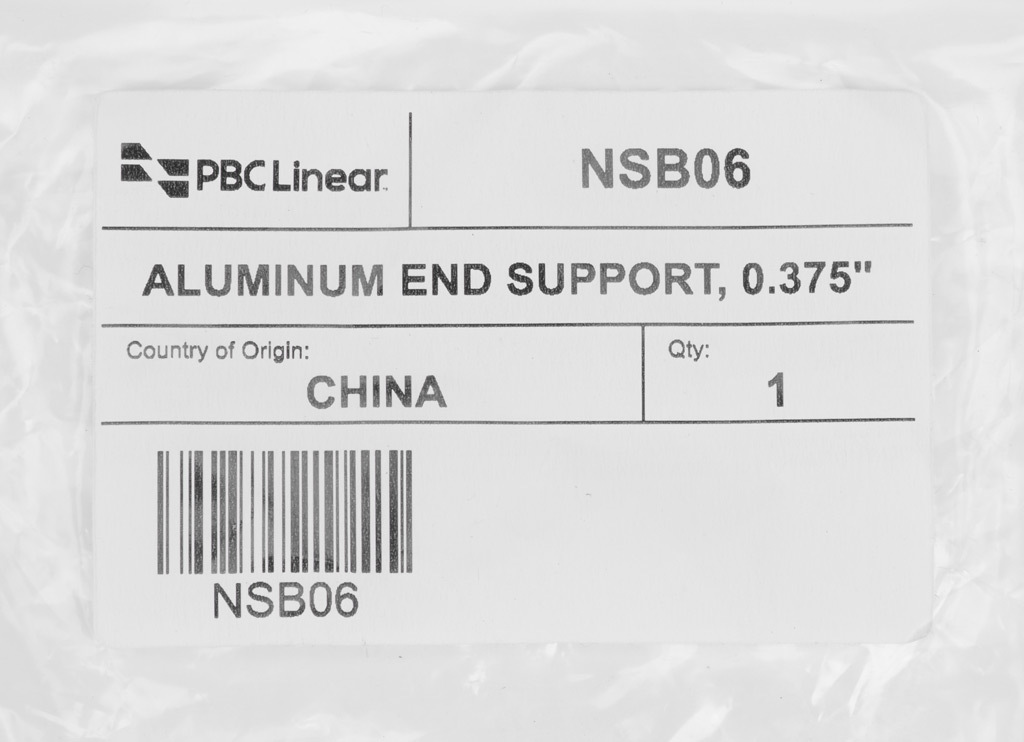 PBC Linear
NSB06
ALUMINUM END SUPPORT, 0.375"
Country of Origin:
CHINA
Qty:
1
NSB06